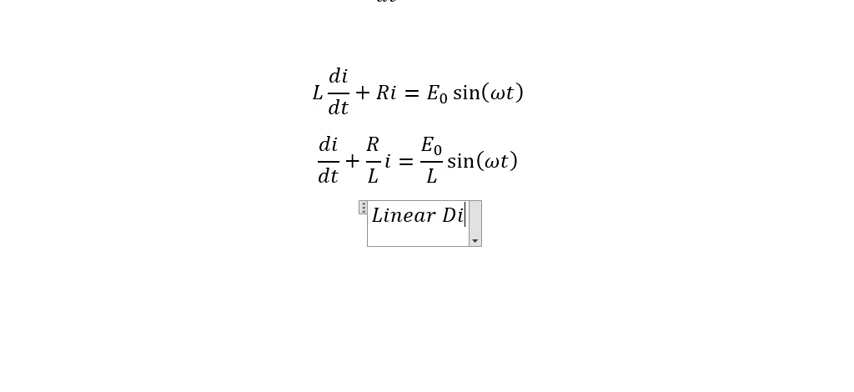 L di/dt + Ri = E₀ sin(ωt)
di/dt + R/L i = E₀/L sin(ωt)
Linear Di